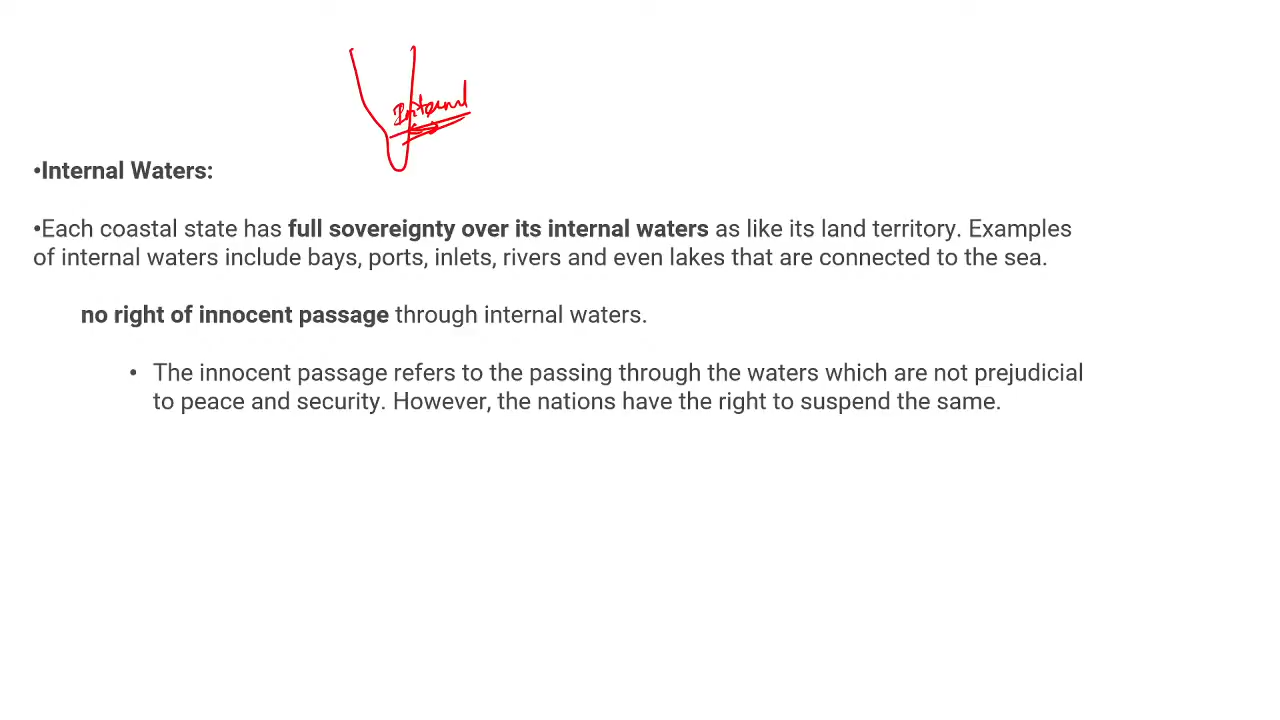 Internal
•Internal Waters:
•Each coastal state has full sovereignty over its internal waters as like its land territory. Examples
of internal waters include bays, ports, inlets, rivers and even lakes that are connected to the sea.
no right of innocent passage through internal waters.
• The innocent passage refers to the passing through the waters which are not prejudicial
to peace and security. However, the nations have the right to suspend the same.